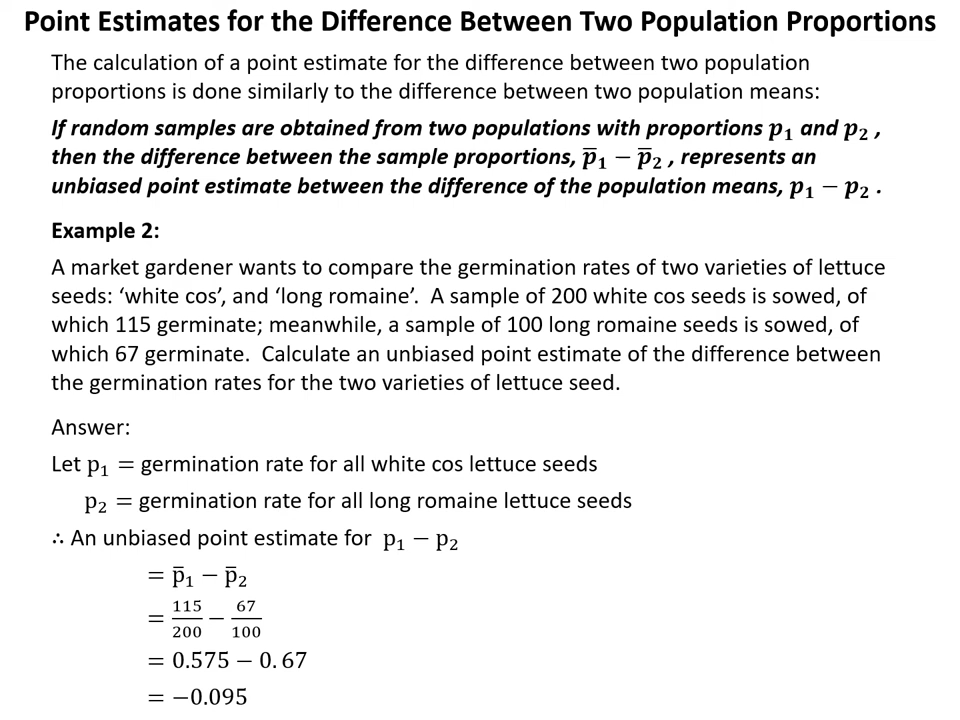 Point Estimates for the Difference Between Two Population Proportions
The calculation of a point estimate for the difference between two population
proportions is done similarly to the difference between two population means:
If random samples are obtained from two populations with proportions p₁ and p₂ ,
then the difference between the sample proportions, p̅₁ − p̅₂ , represents an
unbiased point estimate between the difference of the population means, p₁ − p₂ .
Example 2:
A market gardener wants to compare the germination rates of two varieties of lettuce
seeds: ‘white cos’, and ‘long romaine’.  A sample of 200 white cos seeds is sowed, of
which 115 germinate; meanwhile, a sample of 100 long romaine seeds is sowed, of
which 67 germinate.  Calculate an unbiased point estimate of the difference between
the germination rates for the two varieties of lettuce seed.
Answer:
Let p₁ = germination rate for all white cos lettuce seeds
p₂ = germination rate for all long romaine lettuce seeds
∴ An unbiased point estimate for p₁ − p₂
= p̅₁ − p̅₂
= 115/200 − 67/100
= 0.575 − 0.67
= −0.095